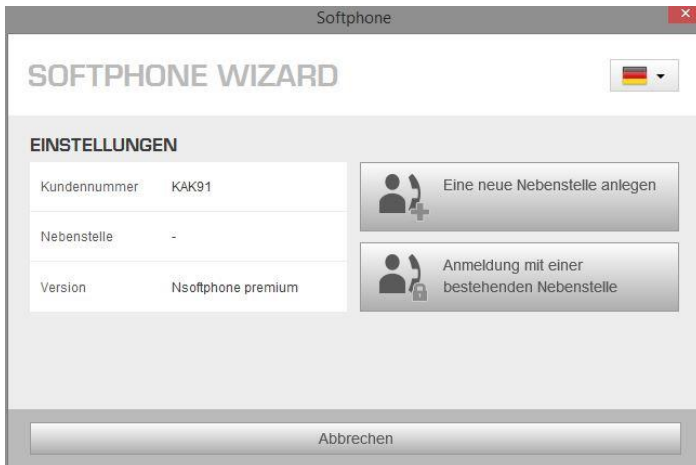 Softphone
SOFTPHONE WIZARD
EINSTELLUNGEN
Kundennummer KAK91
Nebenstelle -
Version Nsoftphone premium
Eine neue Nebenstelle anlegen
Anmeldung mit einer
bestehenden Nebenstelle
Abbrechen